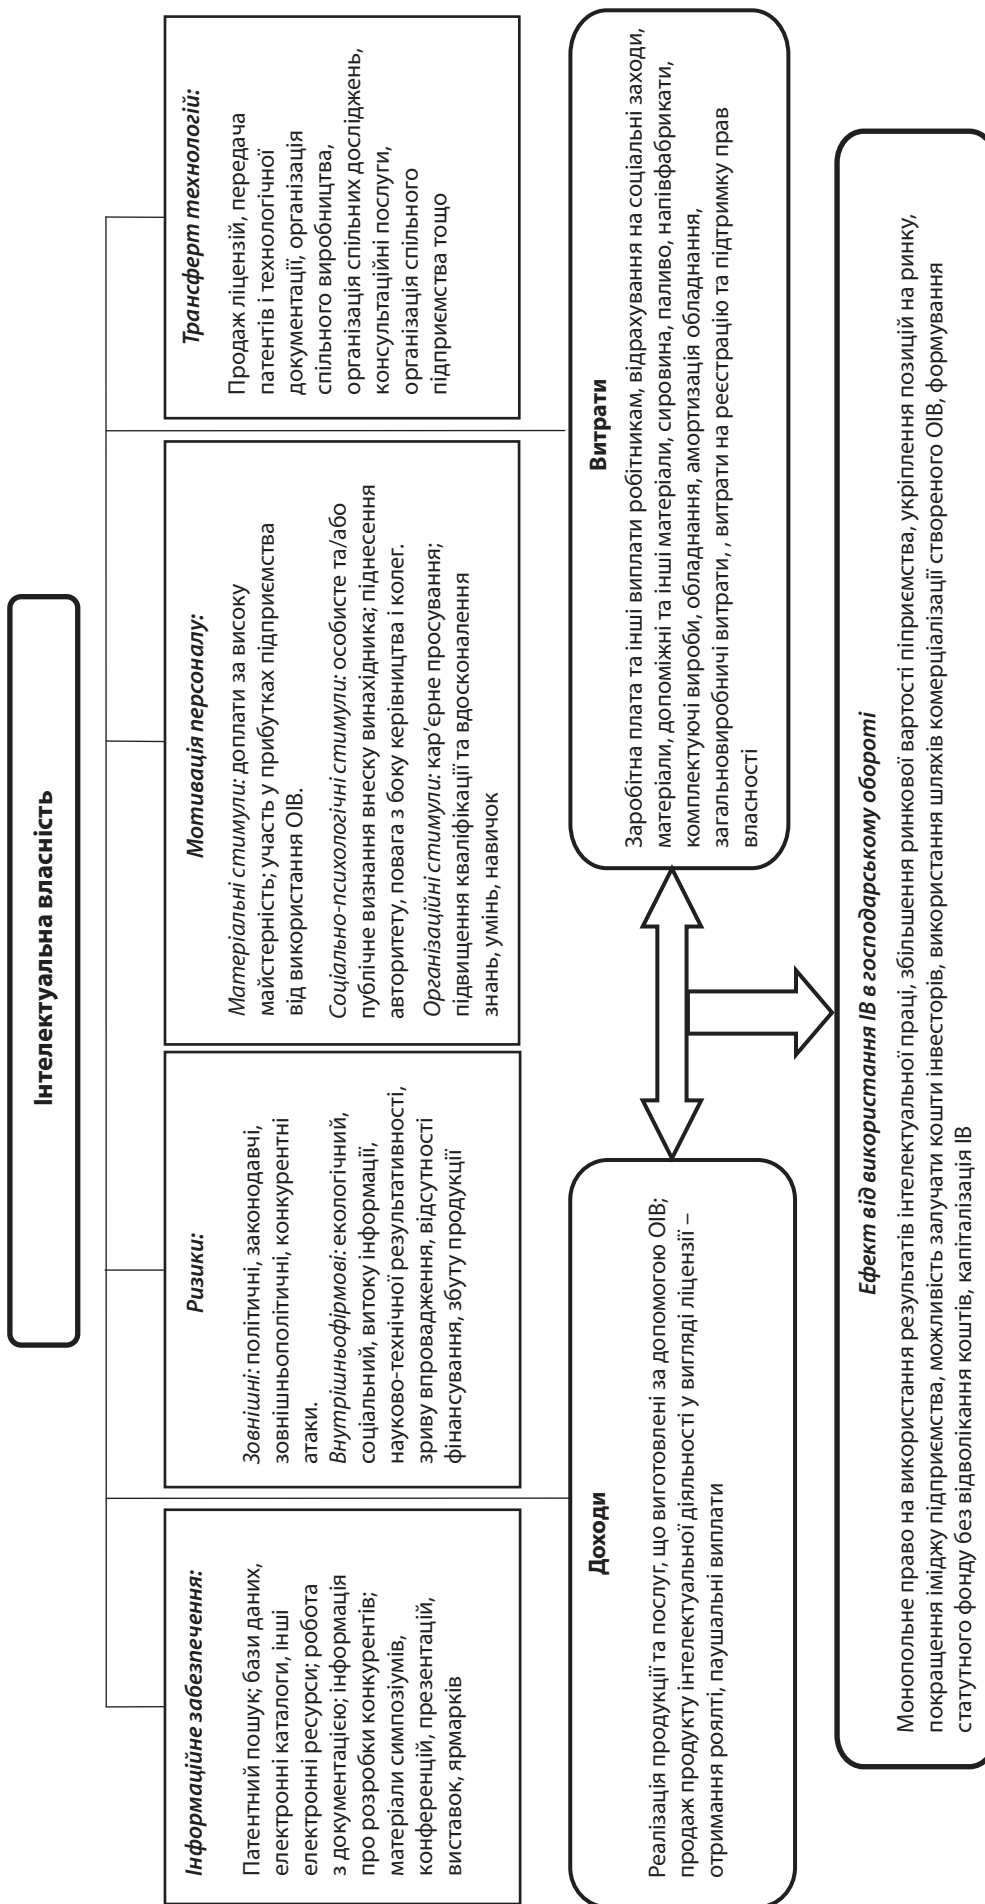 Інтелектуальна власність
Інформаційне забезпечення:
Патентний пошук; бази даних,
електронні каталоги, інші
електронні ресурси; робота
з документацією; інформація
про розробки конкурентів;
матеріали симпозіумів,
конференцій, презентацій,
виставок, ярмарків
Ризики:
Зовнішні: політичні, законодавчі,
зовнішньополітичні, конкурентні
атаки.
Внутрішньофірмові: екологічний,
соціальний, витоку інформації,
науково-технічної результативності,
зриву впровадження, відсутності
фінансування, збуту продукції
Мотивація персоналу:
Матеріальні стимули: доплати за високу
майстерність; участь у прибутках підприємства
від використання ОІВ.
Соціально-психологічні стимули: особисте та/або
публічне визнання внеску винахідника; піднесення
авторитету, повага з боку керівництва і колег.
Організаційні стимули: кар’єрне просування;
підвищення кваліфікації та вдосконалення
знань, умінь, навичок
Трансферт технологій:
Продаж ліцензій, передача
патентів і технологічної
документації, організація
спільного виробництва,
організація спільних досліджень,
консультаційні послуги,
організація спільного
підприємства тощо
Доходи
Реалізація продукції та послуг, що виготовлені за допомогою ОІВ;
продаж продукту інтелектуальної діяльності у вигляді ліцензії –
отримання роялті, паушальні виплати
Витрати
Заробітна плата та інші виплати робітникам, відрахування на соціальні заходи,
матеріали, допоміжні та інші матеріали, сировина, паливо, напівфабрикати,
комплектуючі вироби, обладнання, амортизація обладнання,
загальновиробничі витрати, , витрати на реєстрацію та підтримку прав
власності
Ефект від використання ІВ в господарському обороті
Монопольне право на використання результатів інтелектуальної праці, збільшення ринкової вартості піприємства, укріплення позицій на ринку,
покращення іміджу підприємства, можливість залучати кошти інвесторів, використання шляхів комерціалізації створеного ОІВ, формування
статутного фонду без відволікання коштів, капіталізація ІВ